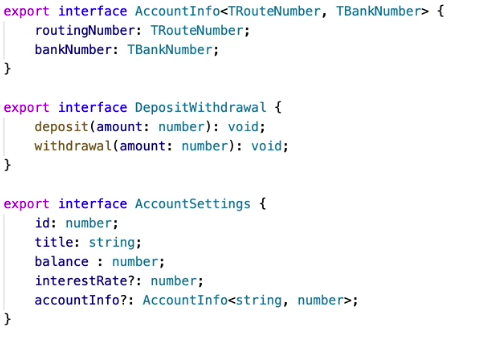 export interface AccountInfo<TRouteNumber, TBankNumber> {
    routingNumber: TRouteNumber;
    bankNumber: TBankNumber;
}

export interface DepositWithdrawal {
    deposit(amount: number): void;
    withdrawal(amount: number): void;
}

export interface AccountSettings {
    id: number;
    title: string;
    balance : number;
    interestRate?: number;
    accountInfo?: AccountInfo<string, number>;
}